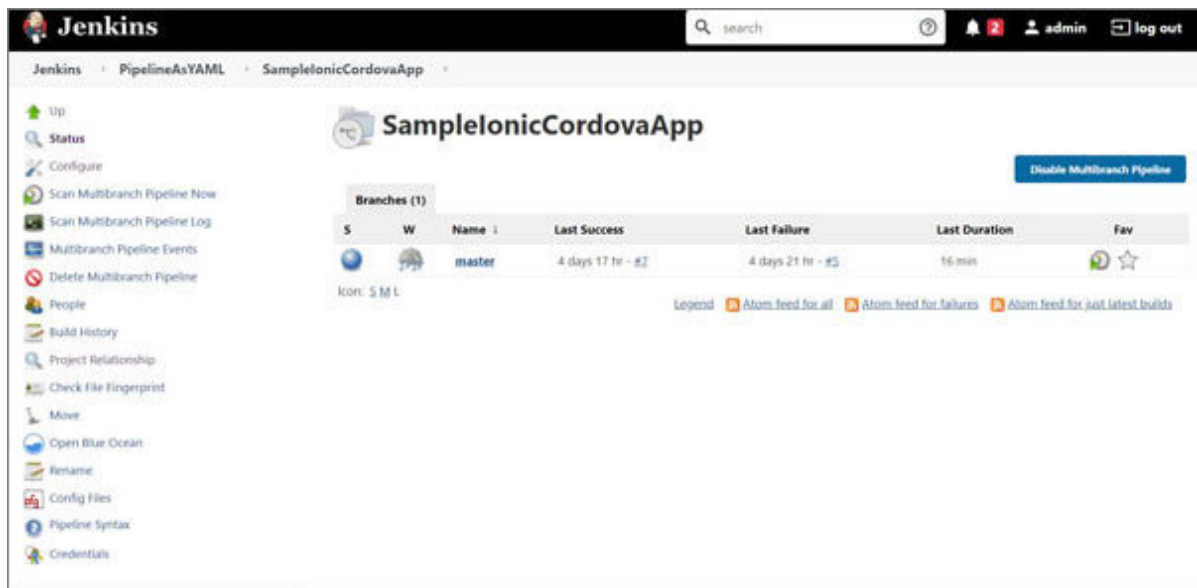 Jenkins
search
2
admin
log out
Jenkins
PipelineAsYAML
SampleIonicCordovaApp
Up
Status
Configure
Scan Multibranch Pipeline Now
Scan Multibranch Pipeline Log
Multibranch Pipeline Events
Delete Multibranch Pipeline
People
Build History
Project Relationship
Check File Fingerprint
Move
Open Blue Ocean
Rename
Config Files
Pipeline Syntax
Credentials
SampleIonicCordovaApp
Disable Multibranch Pipeline
Branches (1)
S W Name ↓ Last Success Last Failure Last Duration Fav
master 4 days 17 hr - #7 4 days 21 hr - #5 16 min
Icon: S M L
Legend Atom feed for all Atom feed for failures Atom feed for just latest builds